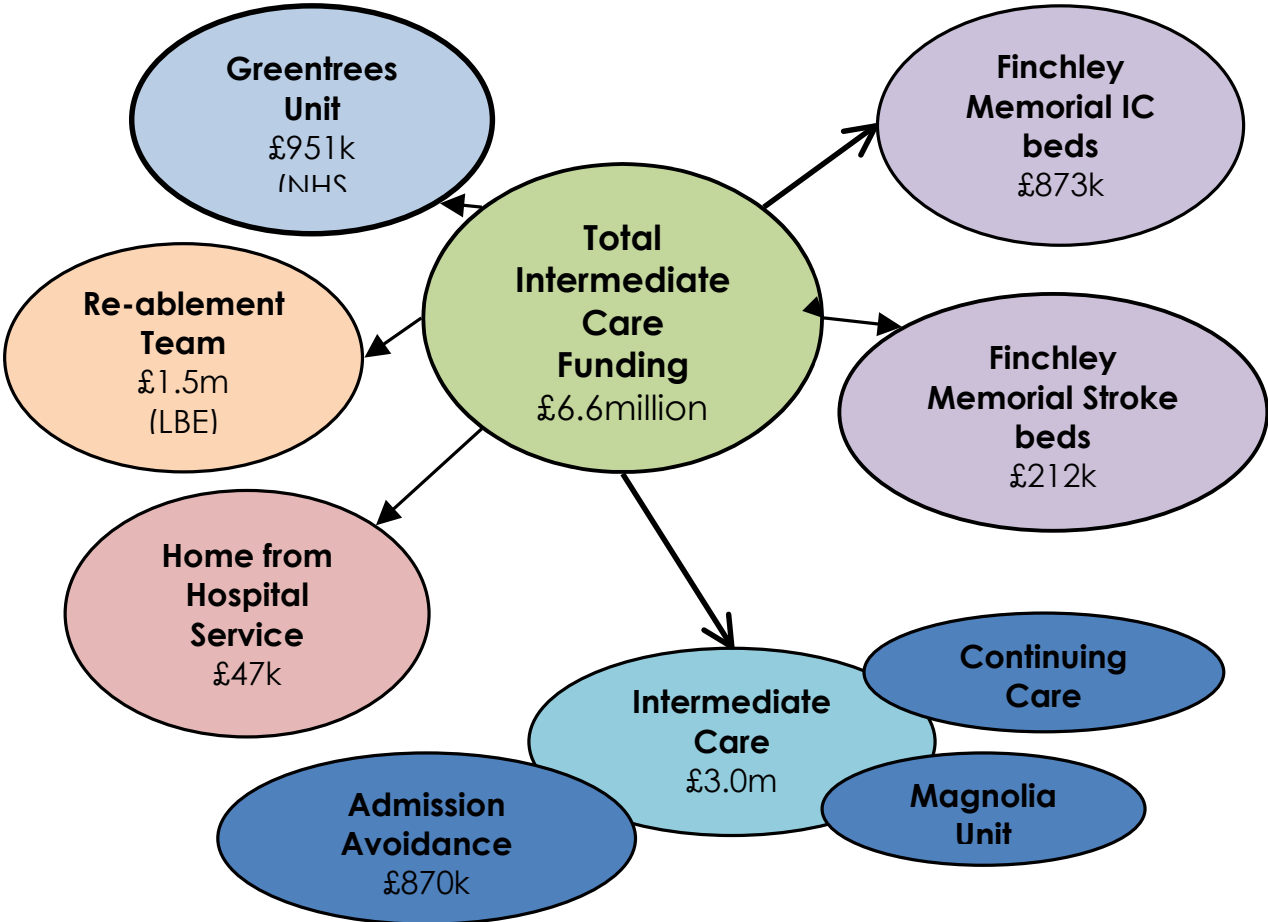 Greentrees
Unit
£951k
(NHS
Finchley
Memorial IC
beds
£873k
Total
Intermediate
Care
Funding
£6.6million
Re-ablement
Team
£1.5m
(LBE)
Finchley
Memorial Stroke
beds
£212k
Home from
Hospital
Service
£47k
Intermediate
Care
£3.0m
Continuing
Care
Admission
Avoidance
£870k
Magnolia
Unit